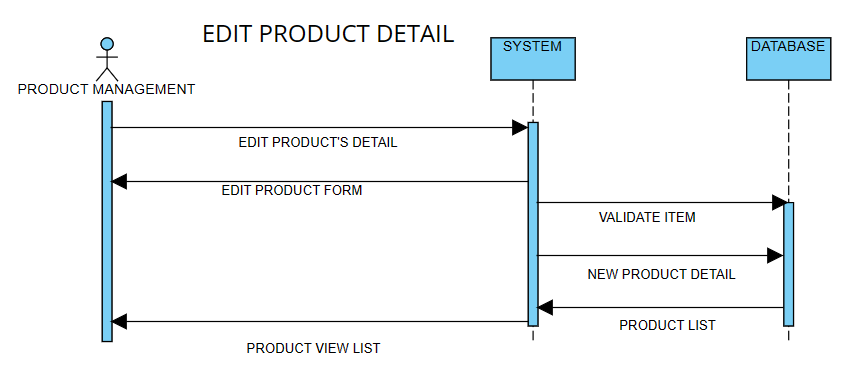 EDIT PRODUCT DETAIL
SYSTEM
DATABASE
PRODUCT MANAGEMENT
EDIT PRODUCT'S DETAIL
EDIT PRODUCT FORM
VALIDATE ITEM
NEW PRODUCT DETAIL
PRODUCT LIST
PRODUCT VIEW LIST